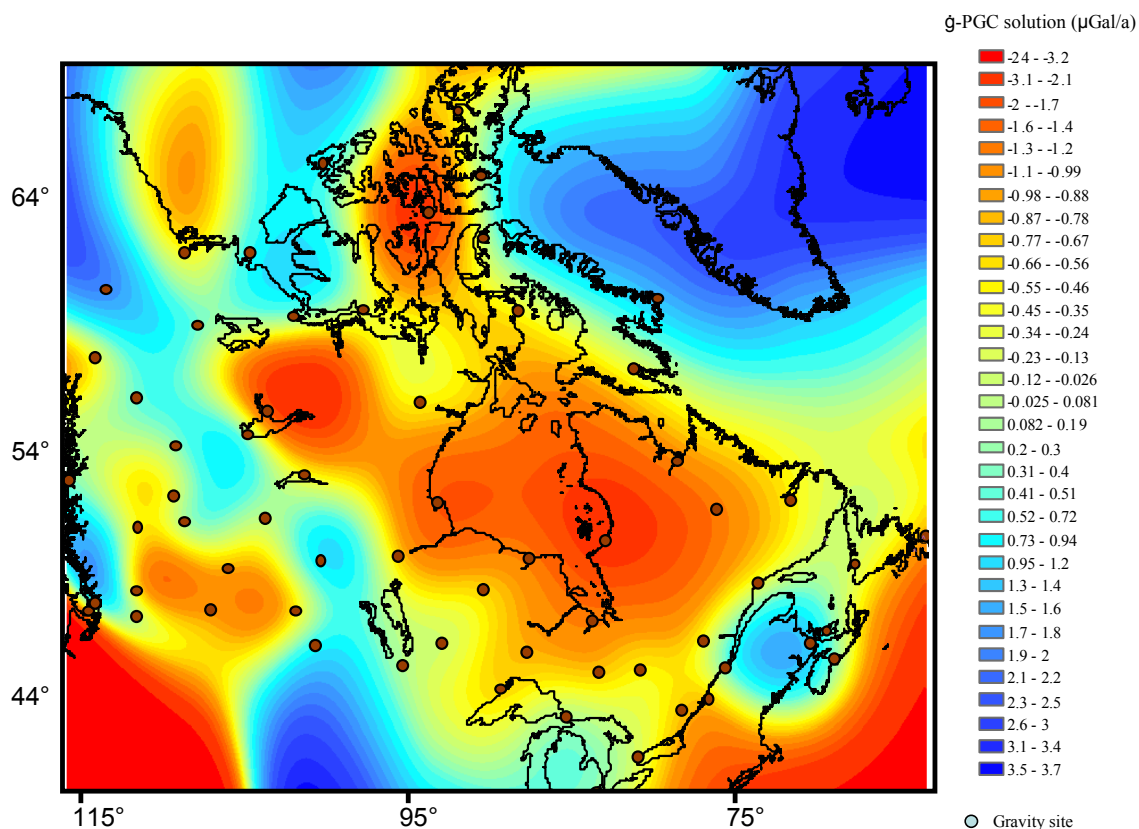 ġ-PGC solution (µGal/a)
-24 - -3.2
-3.1 - -2.1
-2 - -1.7
-1.6 - -1.4
-1.3 - -1.2
-1.1 - -0.99
-0.98 - -0.88
-0.87 - -0.78
-0.77 - -0.67
-0.66 - -0.56
-0.55 - -0.46
-0.45 - -0.35
-0.34 - -0.24
-0.23 - -0.13
-0.12 - -0.026
-0.025 - 0.081
0.082 - 0.19
0.2 - 0.3
0.31 - 0.4
0.41 - 0.51
0.52 - 0.72
0.73 - 0.94
0.95 - 1.2
1.3 - 1.4
1.5 - 1.6
1.7 - 1.8
1.9 - 2
2.1 - 2.2
2.3 - 2.5
2.6 - 3
3.1 - 3.4
3.5 - 3.7
Gravity site
64°
54°
44°
115°
95°
75°